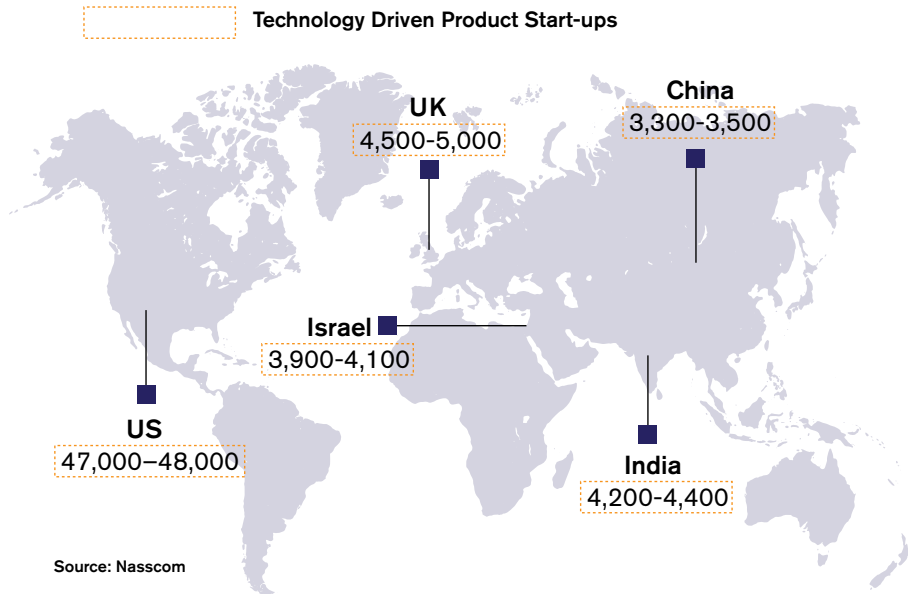 Technology Driven Product Start-ups
UK
4,500-5,000
China
3,300-3,500
Israel
3,900-4,100
US
47,000–48,000
India
4,200-4,400
Source: Nasscom